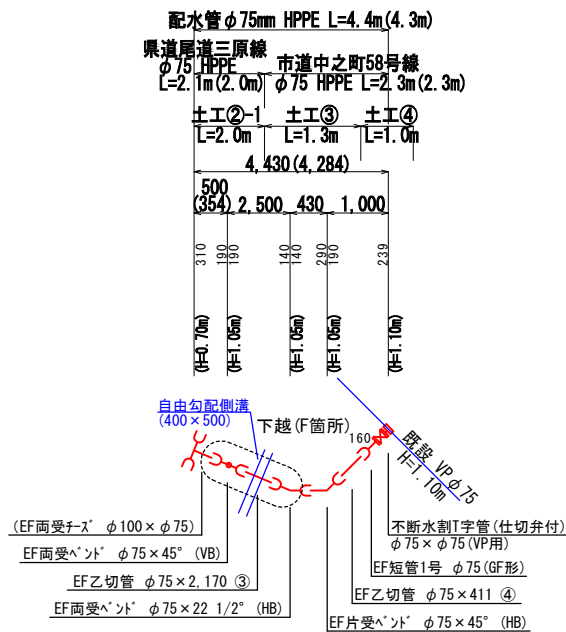 配水管φ75mm HPPE L=4.4m(4.3m)
県道尾道三原線
φ75 HPPE
L=2.1m(2.0m)
市道中之町58号線
φ75 HPPE L=2.3m(2.3m)
土工②-1
L=2.0m
土工③
L=1.3m
土工④
L=1.0m
4,430(4,284)
500
(354)
2,500
430
1,000
310
190
190
140
140
290
190
239
(H=0.70m)
(H=1.05m)
(H=1.05m)
(H=1.05m)
(H=1.10m)
自由勾配側溝
(400×500)
下越(F箇所)
160
既設 VPφ75
H=1.10m
(EF両受チーズ φ100×φ75)
EF両受ベンド φ75×45° (VB)
EF乙切管 φ75×2,170 ③
EF両受ベンド φ75×22 1/2° (HB)
不断水割T字管(仕切弁付)
φ75×φ75(VP用)
EF短管1号 φ75(GF形)
EF乙切管 φ75×411 ④
EF片受ベンド φ75×45° (HB)